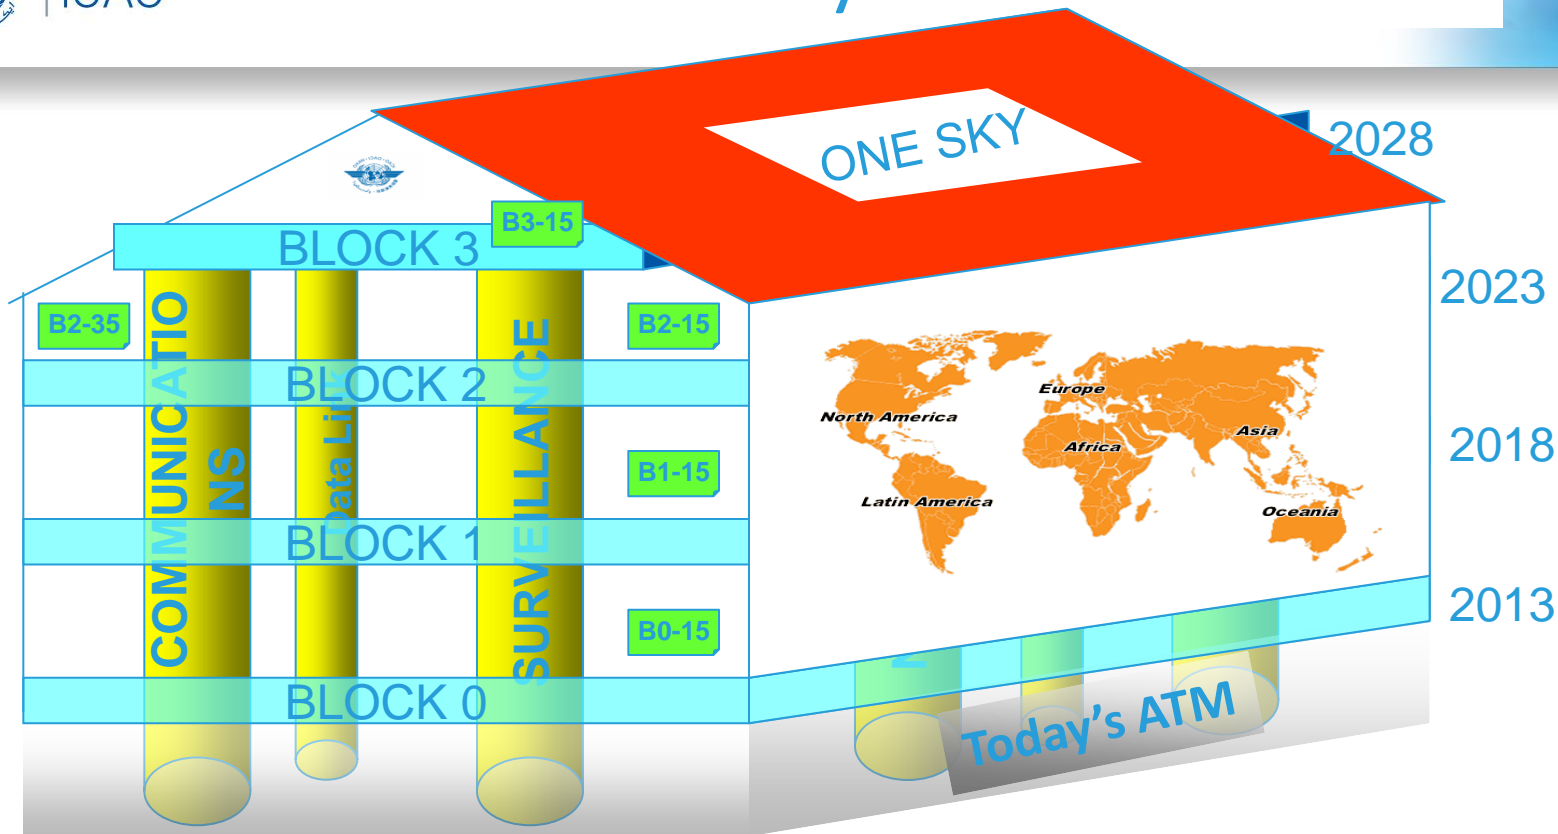 ICAO
ONE SKY
2028
B3-15
BLOCK 3
2023
B2-35
B2-15
COMMUNICATIO
NS
Data Link
SURVEILLANCE
BLOCK 2
North America
Europe
Asia
Africa
Latin America
Oceania
2018
B1-15
BLOCK 1
2013
B0-15
BLOCK 0
Today's ATM